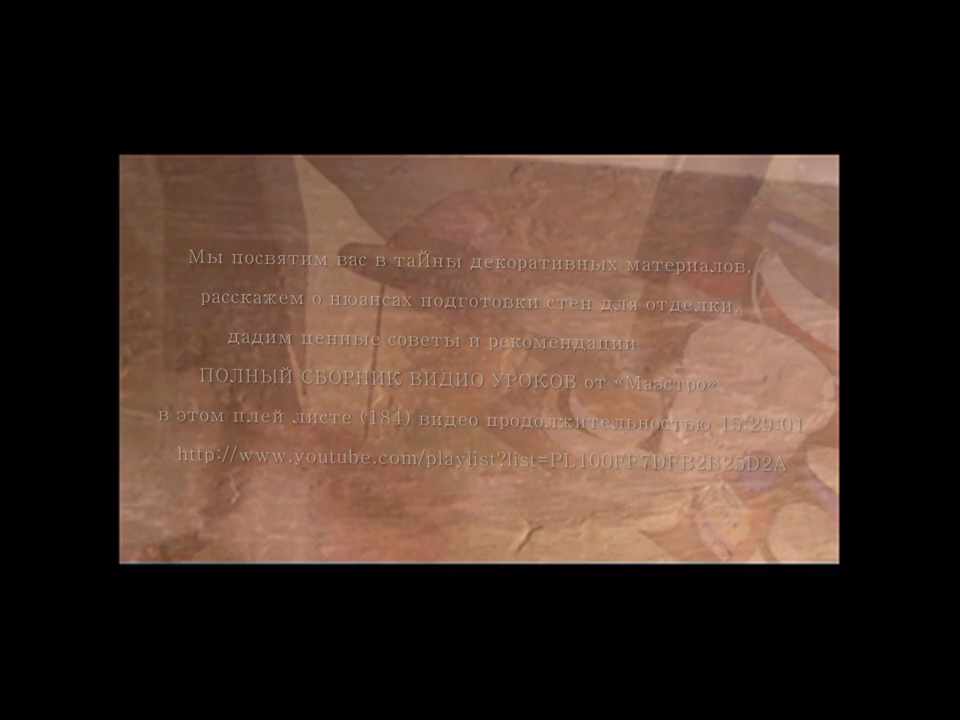 Мы посвятим вас в таЙны декоративных материалов,
расскажем о нюансах подготовки стен для отделки,
дадим ценные советы и рекомендации
ПОЛНЫЙ СБОРНИК ВИДИО УРОКОВ от «Маэстро»
в этом плей листе (184) видео продолжительностью 15:29:01
http://www.youtube.com/playlist?list=PL100FF7DFB2B25D2A